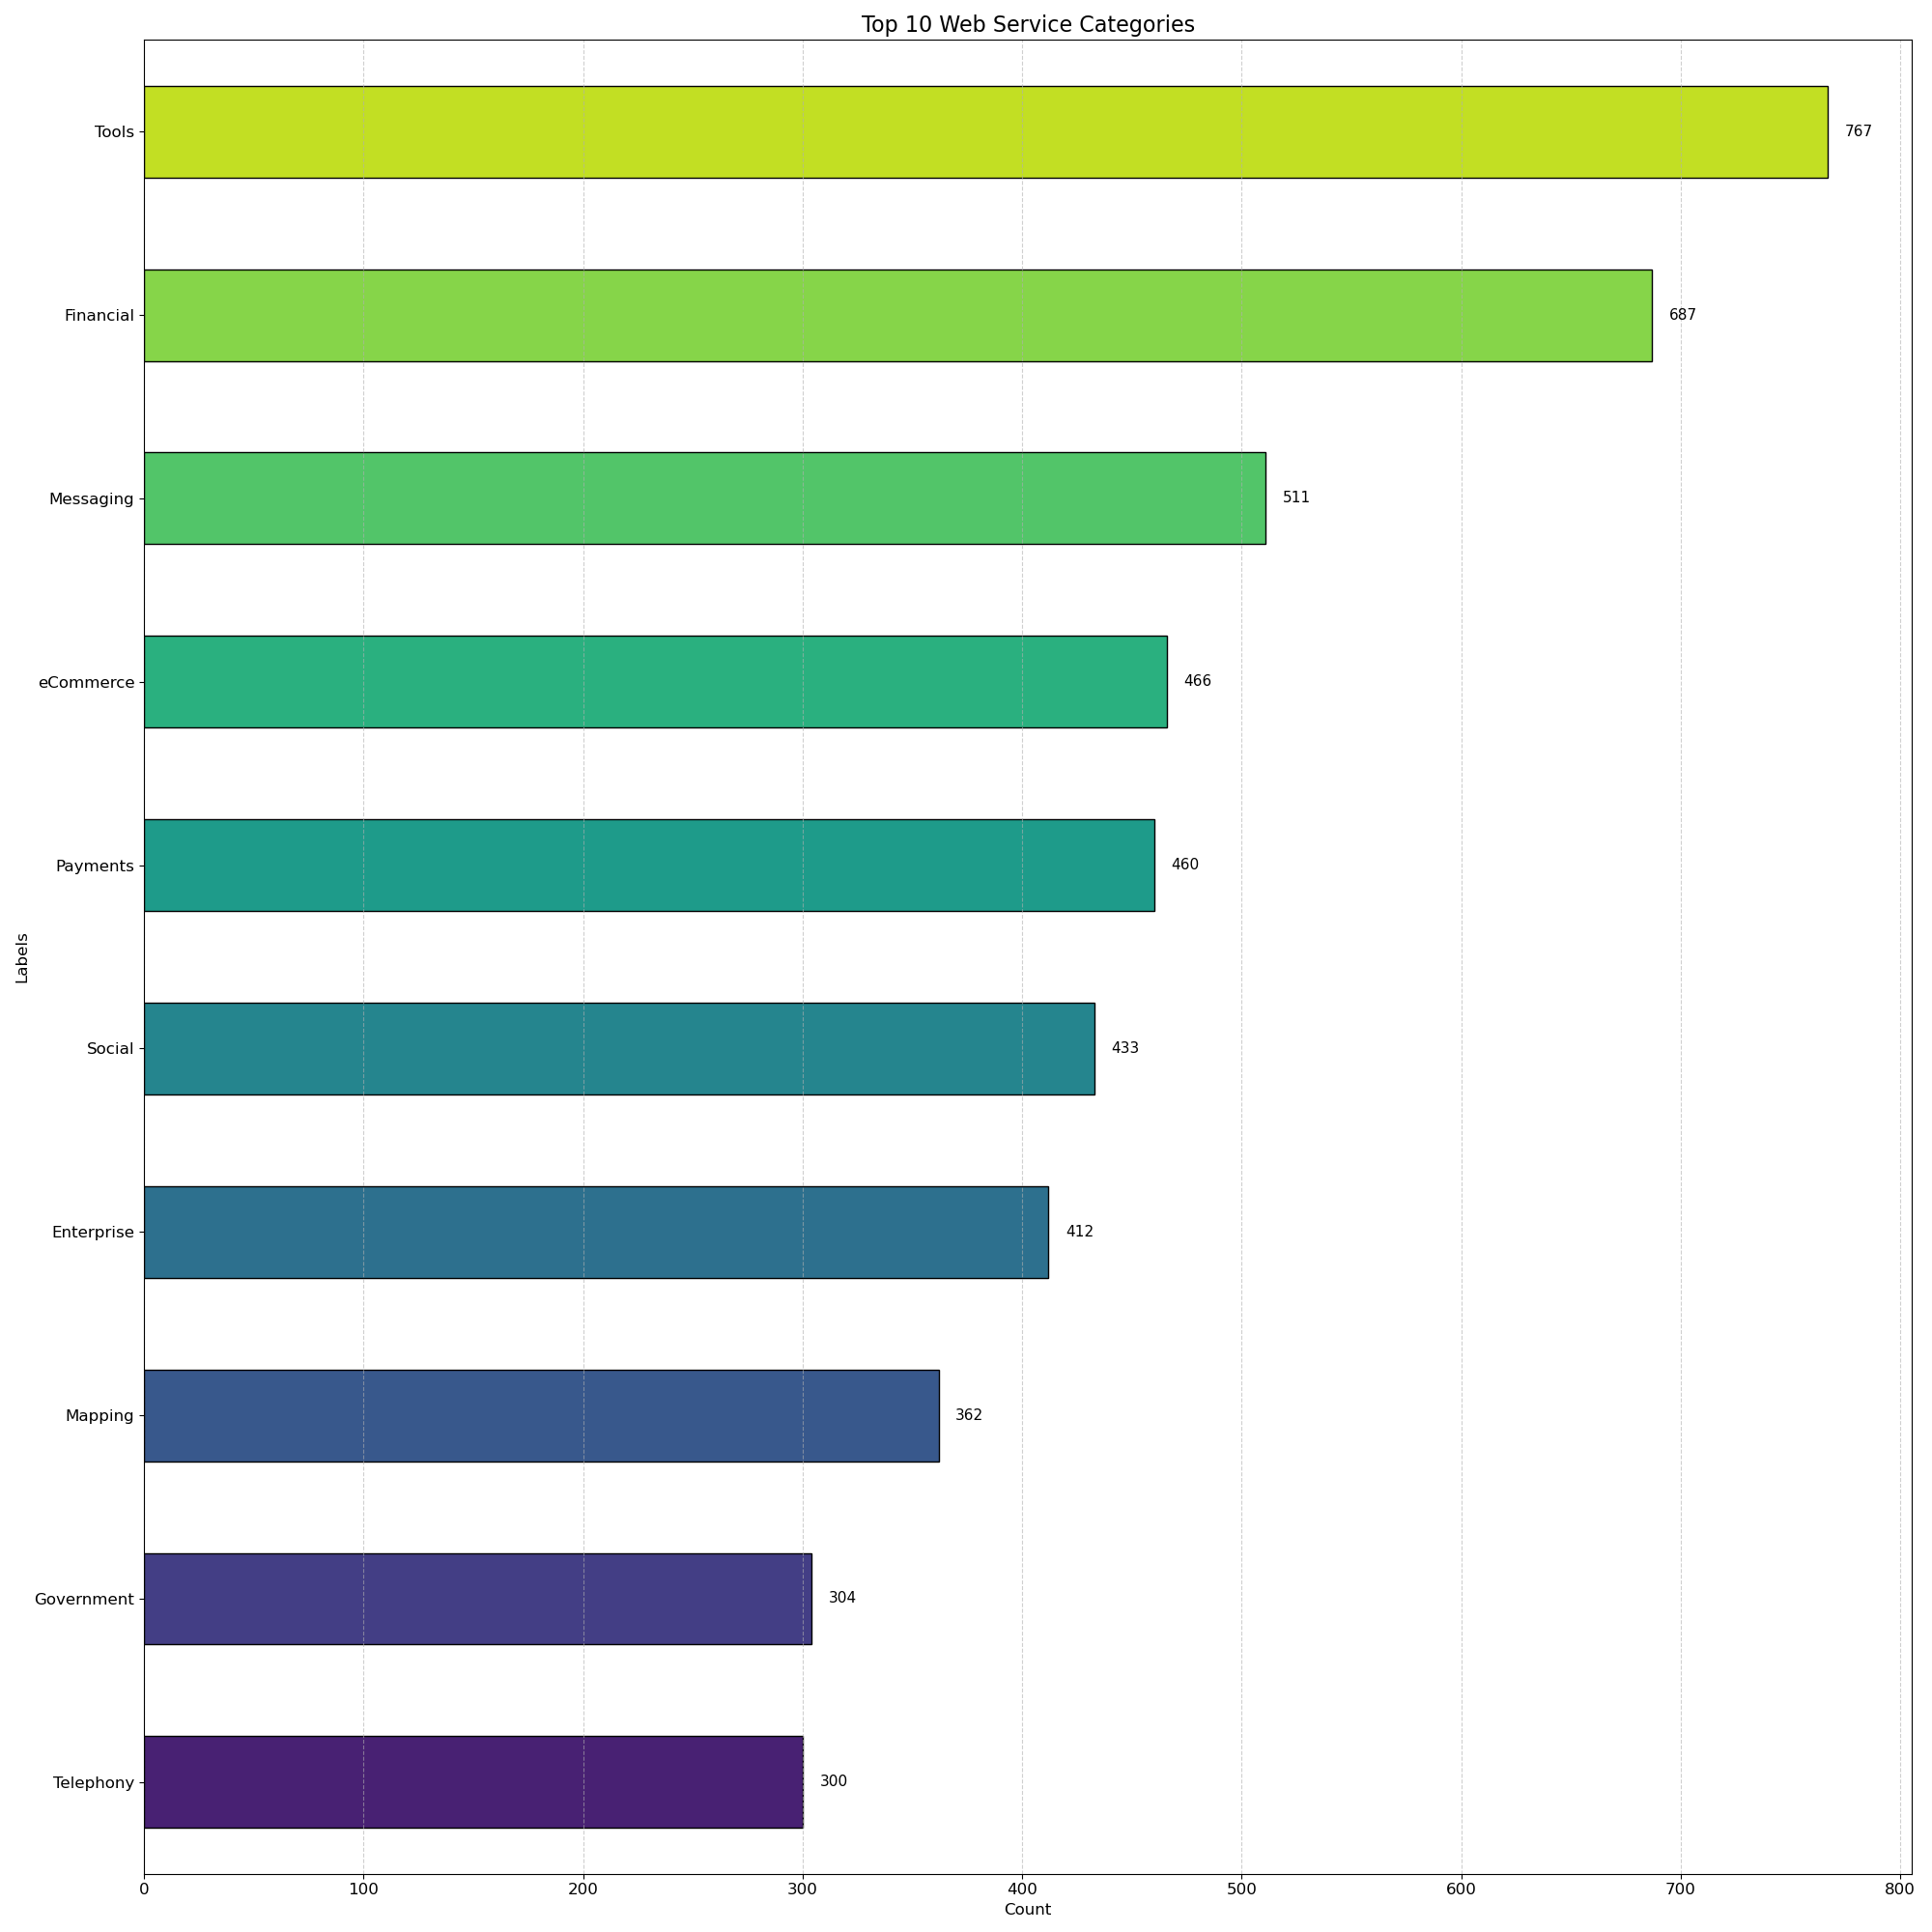 Top 10 Web Service Categories
Tools 767
Financial 687
Messaging 511
eCommerce 466
Payments 460
Social 433
Enterprise 412
Mapping 362
Government 304
Telephony 300
Labels
0 100 200 300 400 500 600 700 800
Count